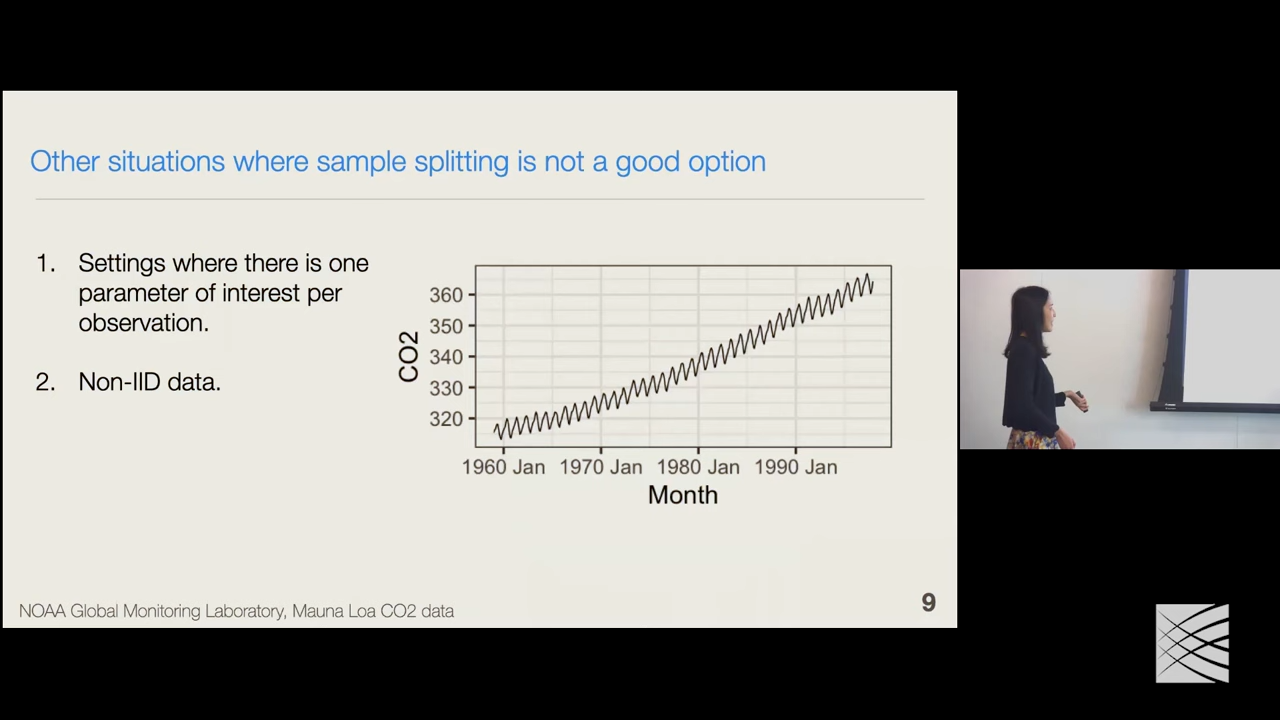 Other situations where sample splitting is not a good option
1. Settings where there is one
parameter of interest per
observation.
2. Non-IID data.
CO2
360
350
340
330
320
1960 Jan 1970 Jan 1980 Jan 1990 Jan
Month
NOAA Global Monitoring Laboratory, Mauna Loa CO2 data
9